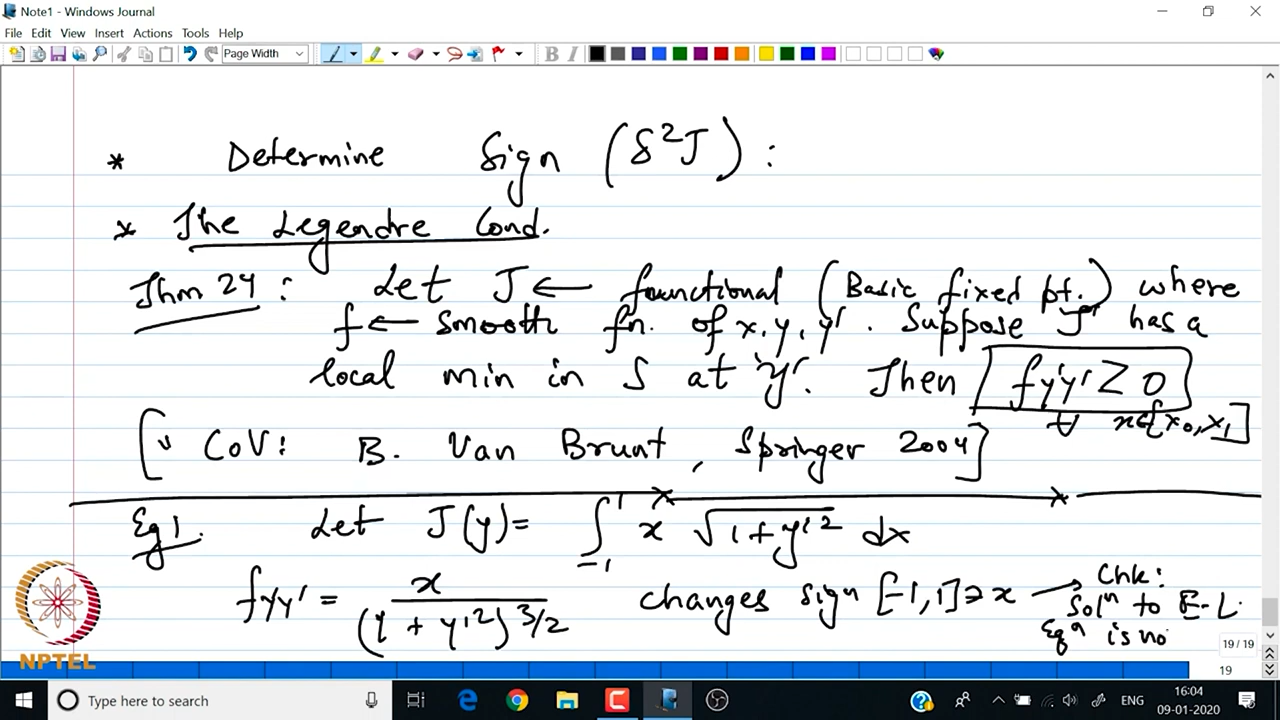 Note1 - Windows Journal
File Edit View Insert Actions Tools Help
Page Width
B I
* Determine Sign (δ²J) :
* The Legendre Cond.
Thm 24 : Let J ← functional (Basic fixed pt.) where
f ← smooth fn. of x, y, y'. Suppose J has a
local min in S at 'y'. Then fy'y' ≥ 0
∀ x∈[x₀, x₁]
[ CoV: B. Van Brunt, Springer 2004]
Eg 1. Let J(y) = ∫₋₁¹ x √(1+y'²) dx
fy'y' = x / (1 + y'²)^3/2 changes sign [-1,1]∋x → Chk:
Solⁿ to E-L.
Eqⁿ is no
NPTEL
19 / 19
19
Type here to search
ENG
16:04
09-01-2020